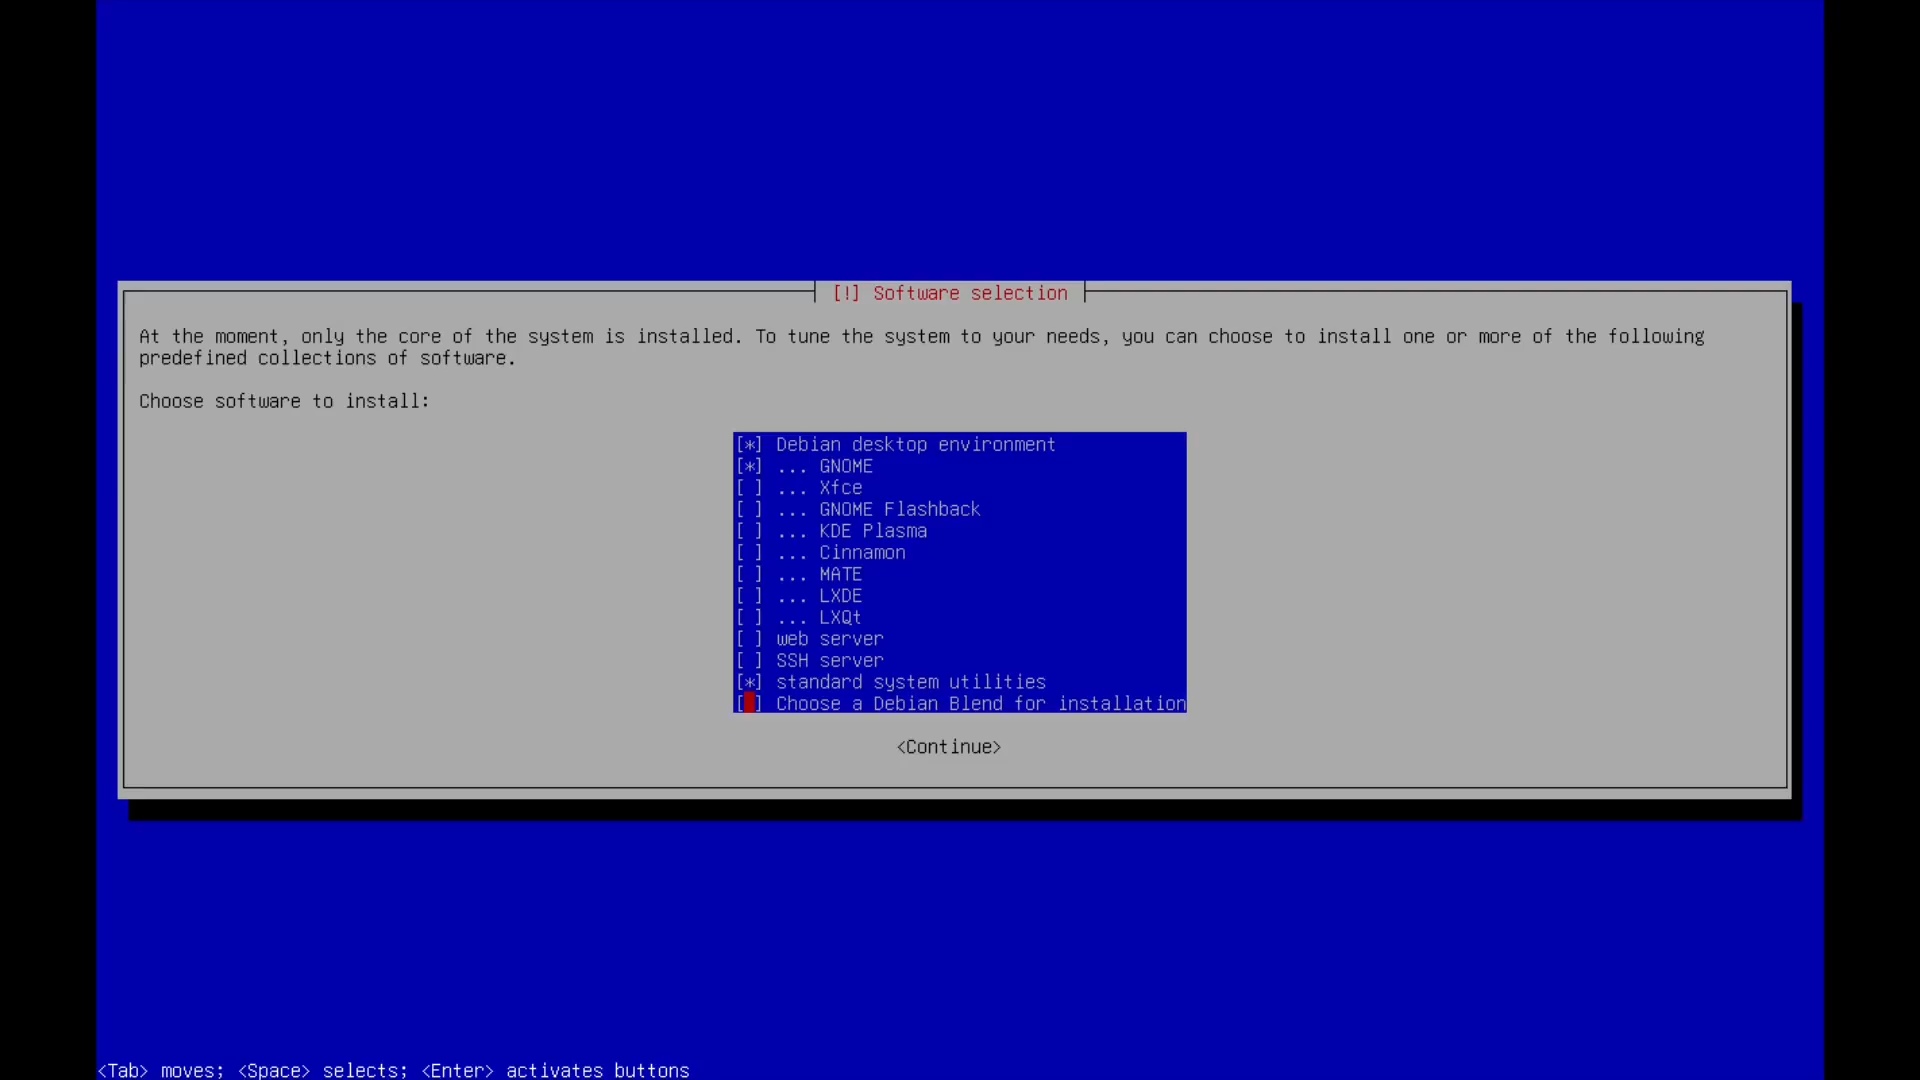 [!] Software selection
At the moment, only the core of the system is installed. To tune the system to your needs, you can choose to install one or more of the following
predefined collections of software.
Choose software to install:
[*] Debian desktop environment
[*] ... GNOME
[ ] ... Xfce
[ ] ... GNOME Flashback
[ ] ... KDE Plasma
[ ] ... Cinnamon
[ ] ... MATE
[ ] ... LXDE
[ ] ... LXQt
[ ] web server
[ ] SSH server
[*] standard system utilities
[ ] Choose a Debian Blend for installation
<Continue>
<Tab> moves; <Space> selects; <Enter> activates buttons